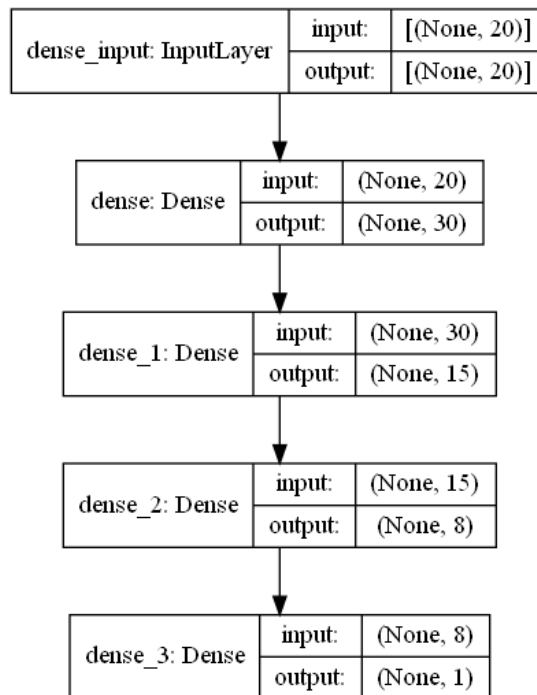 dense_input: InputLayer
input: [(None, 20)]
output: [(None, 20)]
dense: Dense
input: (None, 20)
output: (None, 30)
dense_1: Dense
input: (None, 30)
output: (None, 15)
dense_2: Dense
input: (None, 15)
output: (None, 8)
dense_3: Dense
input: (None, 8)
output: (None, 1)